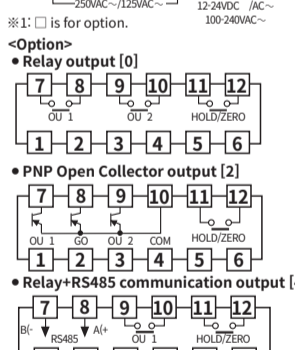 250VAC~/125VAC~
12-24VDC /AC~
100-240VAC~
※1: □ is for option.
<Option>
• Relay output [0]
7 8 9 10 11 12
OU 1 OU 2 HOLD/ZERO
1 2 3 4 5 6
• PNP Open Collector output [2]
7 8 9 10 11 12
OU 1 GO OU 2 COM HOLD/ZERO
1 2 3 4 5 6
• Relay+RS485 communication output [
7 8 9 10 11 12
B(- A(+
RS485 OU 1 HOLD/ZERO